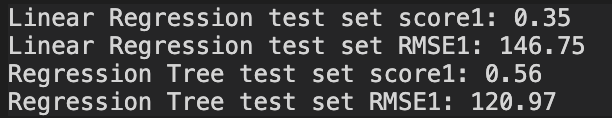 Linear Regression test set score1: 0.35
Linear Regression test set RMSE1: 146.75
Regression Tree test set score1: 0.56
Regression Tree test set RMSE1: 120.97